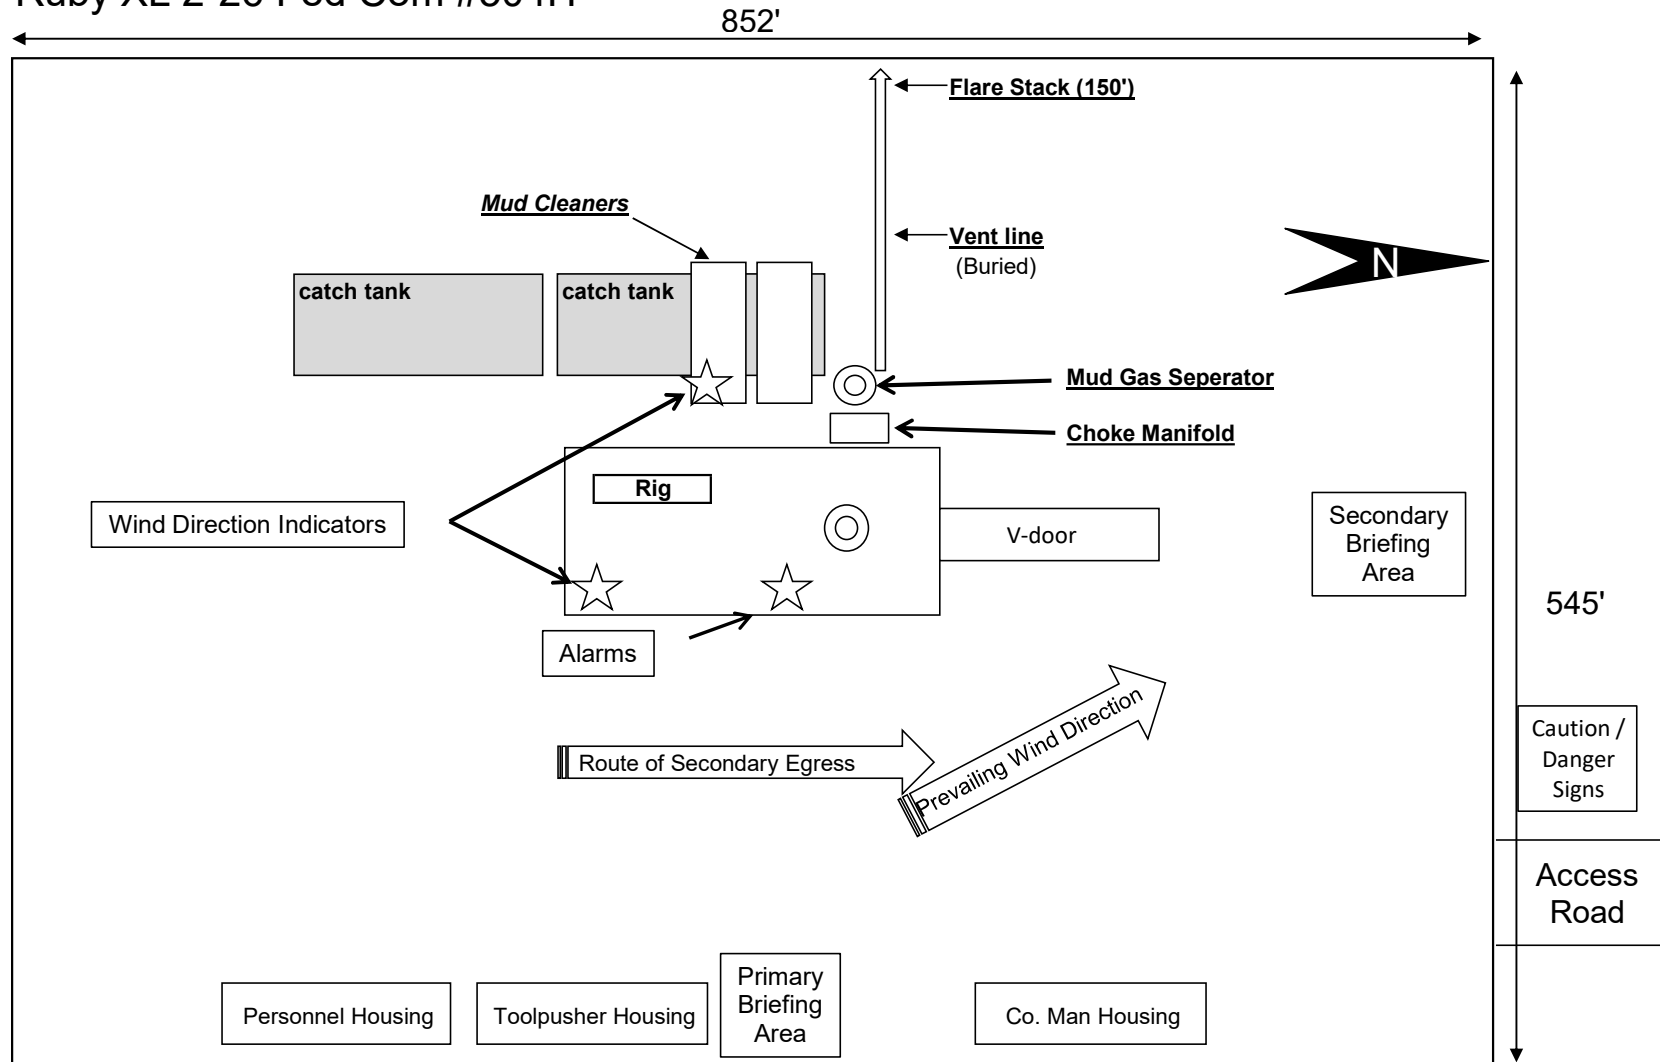 852'
Flare Stack (150')
Mud Cleaners
Vent line
(Buried)
N
catch tank
catch tank
Mud Gas Seperator
Choke Manifold
Rig
Wind Direction Indicators
V-door
Secondary
Briefing
Area
545'
Alarms
Prevailing Wind Direction
Route of Secondary Egress
Caution /
Danger
Signs
Access
Road
Primary
Briefing
Area
Personnel Housing
Toolpusher Housing
Co. Man Housing